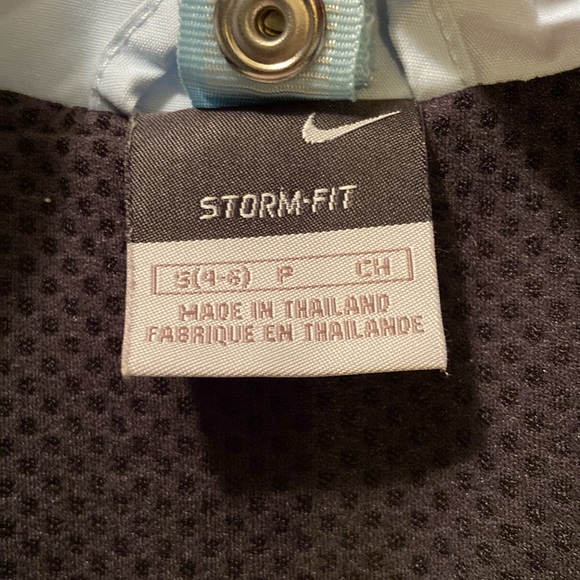 STORM-FIT
S(4-6) P CH
MADE IN THAILAND
FABRIQUE EN THAILANDE